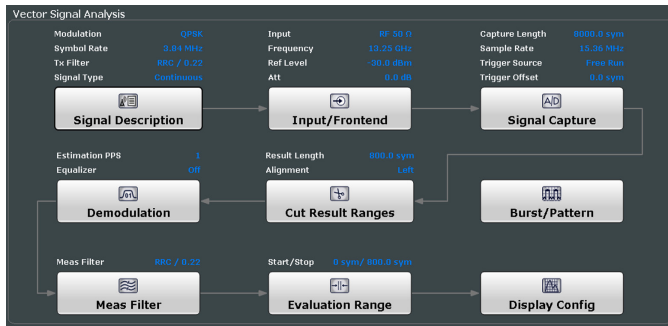 Vector Signal Analysis
Modulation QPSK
Symbol Rate 3.84 MHz
Tx Filter RRC / 0.22
Signal Type Continuous
Signal Description
Input RF 50 Ω
Frequency 13.25 GHz
Ref Level -30.0 dBm
Att 0.0 dB
Input/Frontend
Capture Length 8000.0 sym
Sample Rate 15.36 MHz
Trigger Source Free Run
Trigger Offset 0.0 sym
A/D
Signal Capture
Estimation PPS 1
Equalizer Off
01
Demodulation
Result Length 800.0 sym
Alignment Left
Cut Result Ranges
Burst/Pattern
Meas Filter RRC / 0.22
Meas Filter
Start/Stop 0 sym/ 800.0 sym
Evaluation Range
Display Config